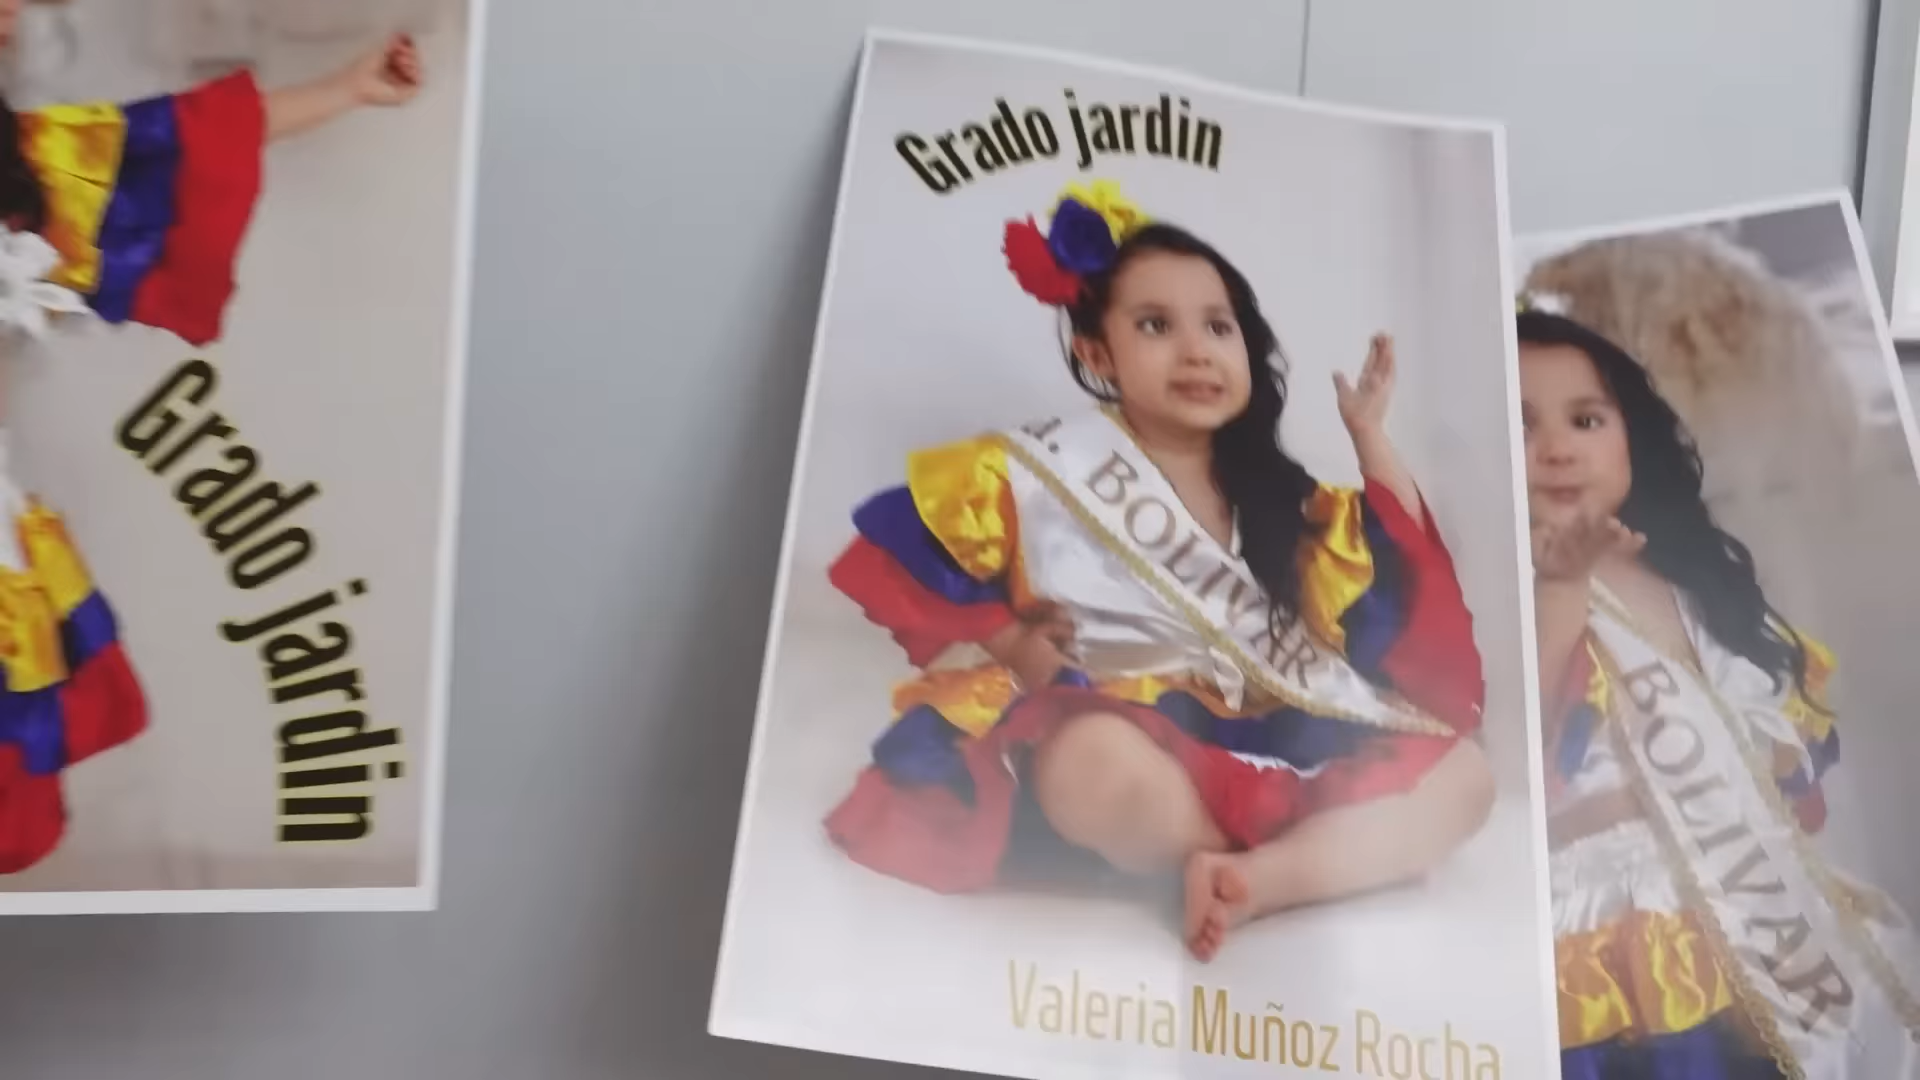 Grado jardin
Grado jardin
d. BOLIVAR
Valeria Muñoz Rocha
BOLIVAR